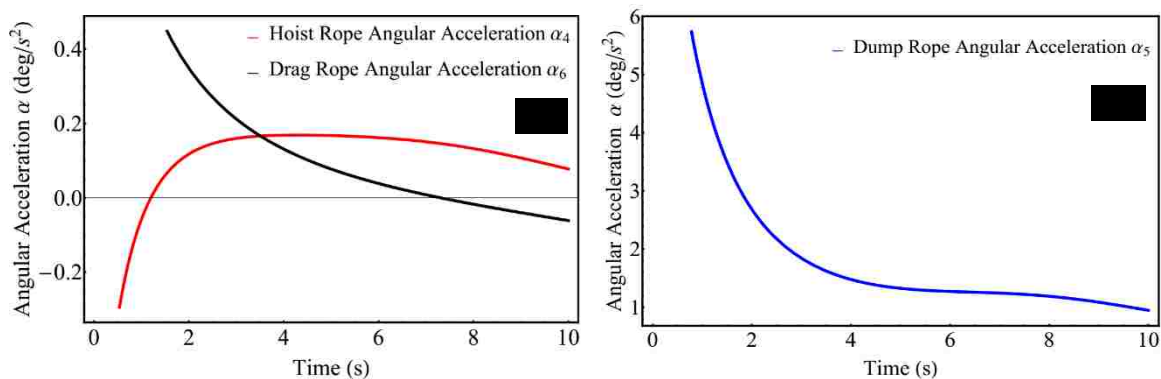 Hoist Rope Angular Acceleration α4
Drag Rope Angular Acceleration α6
Angular Acceleration α (deg/s²)
0.4
0.2
0.0
−0.2
0 2 4 6 8 10
Time (s)
Dump Rope Angular Acceleration α5
Angular Acceleration α (deg/s²)
6
5
4
3
2
1
0 2 4 6 8 10
Time (s)